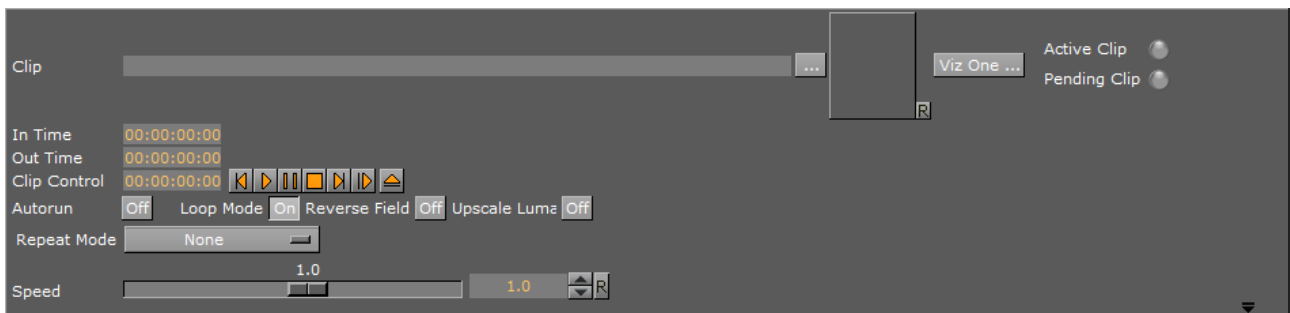 Active Clip
Clip ... Viz One ...
Pending Clip
R
In Time 00:00:00:00
Out Time 00:00:00:00
Clip Control 00:00:00:00
Autorun Off Loop Mode On Reverse Field Off Upscale Luma Off
Repeat Mode None
1.0
Speed 1.0 R